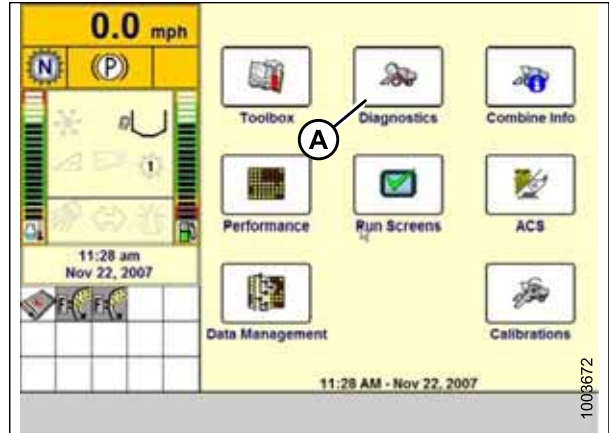 0.0 mph
N (P)
1
11:28 am
Nov 22, 2007
F F
Toolbox Diagnostics Combine Info
A
Performance Run Screens ACS
Data Management Calibrations
11:28 AM - Nov 22, 2007
1003672